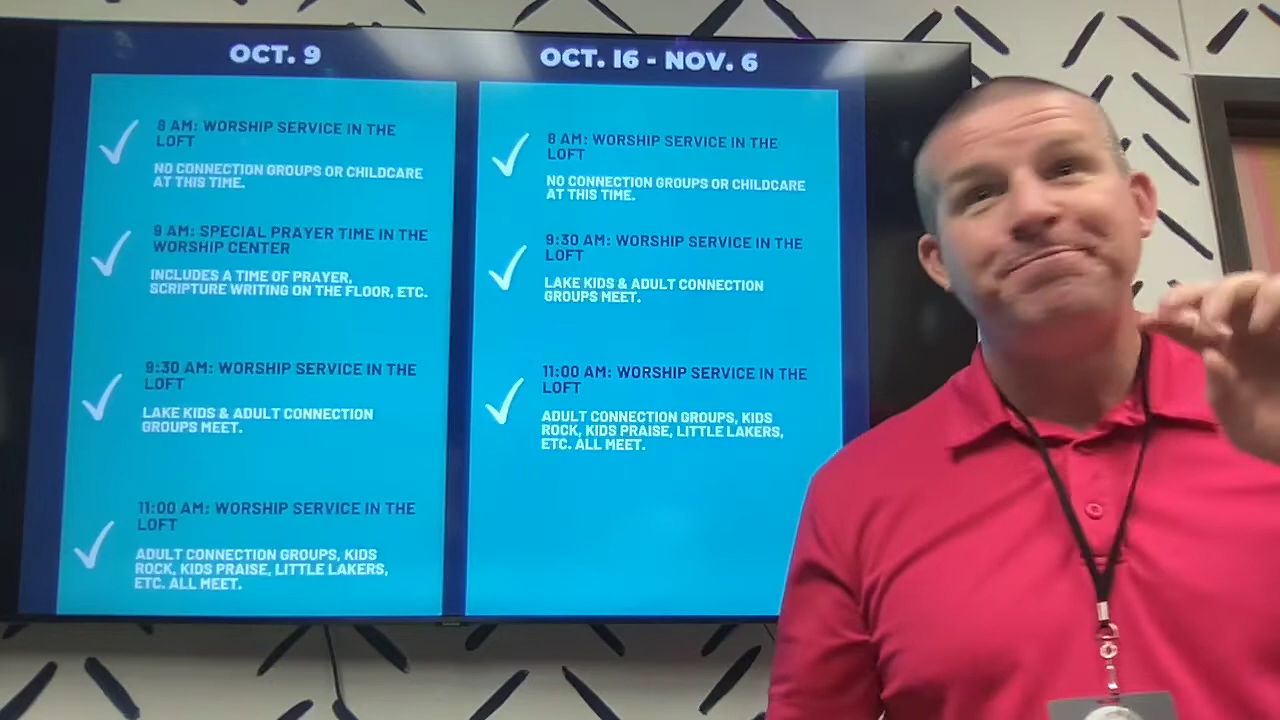 OCT. 9
8 AM: WORSHIP SERVICE IN THE
LOFT
NO CONNECTION GROUPS OR CHILDCARE
AT THIS TIME.
9 AM: SPECIAL PRAYER TIME IN THE
WORSHIP CENTER
INCLUDES A TIME OF PRAYER,
SCRIPTURE WRITING ON THE FLOOR, ETC.
9:30 AM: WORSHIP SERVICE IN THE
LOFT
LAKE KIDS & ADULT CONNECTION
GROUPS MEET.
11:00 AM: WORSHIP SERVICE IN THE
LOFT
ADULT CONNECTION GROUPS, KIDS
ROCK, KIDS PRAISE, LITTLE LAKERS,
ETC. ALL MEET.
OCT. 16 - NOV. 6
8 AM: WORSHIP SERVICE IN THE
LOFT
NO CONNECTION GROUPS OR CHILDCARE
AT THIS TIME.
9:30 AM: WORSHIP SERVICE IN THE
LOFT
LAKE KIDS & ADULT CONNECTION
GROUPS MEET.
11:00 AM: WORSHIP SERVICE IN THE
LOFT
ADULT CONNECTION GROUPS, KIDS
ROCK, KIDS PRAISE, LITTLE LAKERS,
ETC. ALL MEET.